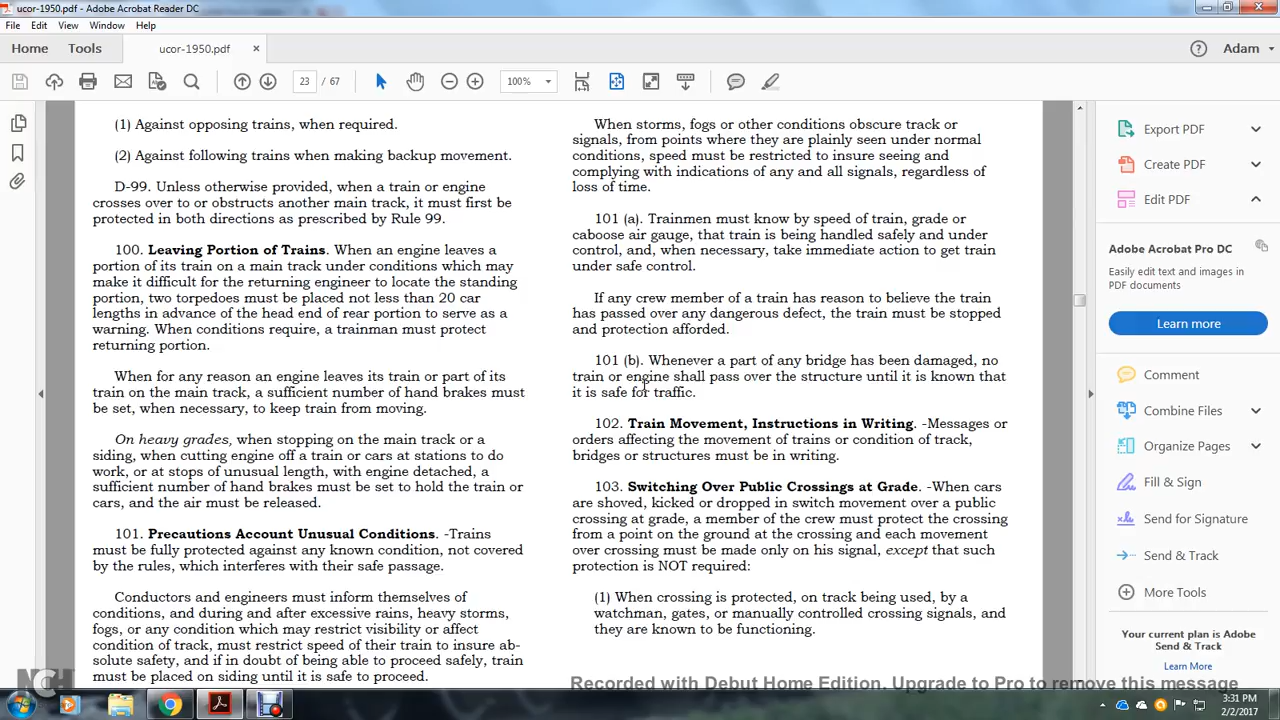 ucor-1950.pdf - Adobe Acrobat Reader DC
File Edit View Window Help
Home Tools ucor-1950.pdf × Adam
23 / 67 100%
(1) Against opposing trains, when required.
(2) Against following trains when making backup movement.
D-99. Unless otherwise provided, when a train or engine
crosses over to or obstructs another main track, it must first be
protected in both directions as prescribed by Rule 99.
100. Leaving Portion of Trains. When an engine leaves a
portion of its train on a main track under conditions which may
make it difficult for the returning engineer to locate the standing
portion, two torpedoes must be placed not less than 20 car
lengths in advance of the head end of rear portion to serve as a
warning. When conditions require, a trainman must protect
returning portion.
When for any reason an engine leaves its train or part of its
train on the main track, a sufficient number of hand brakes must
be set, when necessary, to keep train from moving.
On heavy grades, when stopping on the main track or a
siding, when cutting engine off a train or cars at stations to do
work, or at stops of unusual length, with engine detached, a
sufficient number of hand brakes must be set to hold the train or
cars, and the air must be released.
101. Precautions Account Unusual Conditions. -Trains
must be fully protected against any known condition, not covered
by the rules, which interferes with their safe passage.
Conductors and engineers must inform themselves of
conditions, and during and after excessive rains, heavy storms,
fogs, or any condition which may restrict visibility or affect
condition of track, must restrict speed of their train to insure ab-
solute safety, and if in doubt of being able to proceed safely, train
must be placed on siding until it is safe to proceed.
When storms, fogs or other conditions obscure track or
signals, from points where they are plainly seen under normal
conditions, speed must be restricted to insure seeing and
complying with indications of any and all signals, regardless of
loss of time.
101 (a). Trainmen must know by speed of train, grade or
caboose air gauge, that train is being handled safely and under
control, and, when necessary, take immediate action to get train
under safe control.
If any crew member of a train has reason to believe the train
has passed over any dangerous defect, the train must be stopped
and protection afforded.
101 (b). Whenever a part of any bridge has been damaged, no
train or engine shall pass over the structure until it is known that
it is safe for traffic.
102. Train Movement, Instructions in Writing. -Messages or
orders affecting the movement of trains or condition of track,
bridges or structures must be in writing.
103. Switching Over Public Crossings at Grade. -When cars
are shoved, kicked or dropped in switch movement over a public
crossing at grade, a member of the crew must protect the crossing
from a point on the ground at the crossing and each movement
over crossing must be made only on his signal, except that such
protection is NOT required:
(1) When crossing is protected, on track being used, by a
watchman, gates, or manually controlled crossing signals, and
they are known to be functioning.
Export PDF
Create PDF
Edit PDF
Adobe Acrobat Pro DC
Easily edit text and images in
PDF documents
Learn more
Comment
Combine Files
Organize Pages
Fill & Sign
Send for Signature
Send & Track
More Tools
Your current plan is Adobe
Send & Track
Learn More
NCH
Recorded with Debut Home Edition. Upgrade to Pro to remove this message
3:31 PM
2/2/2017